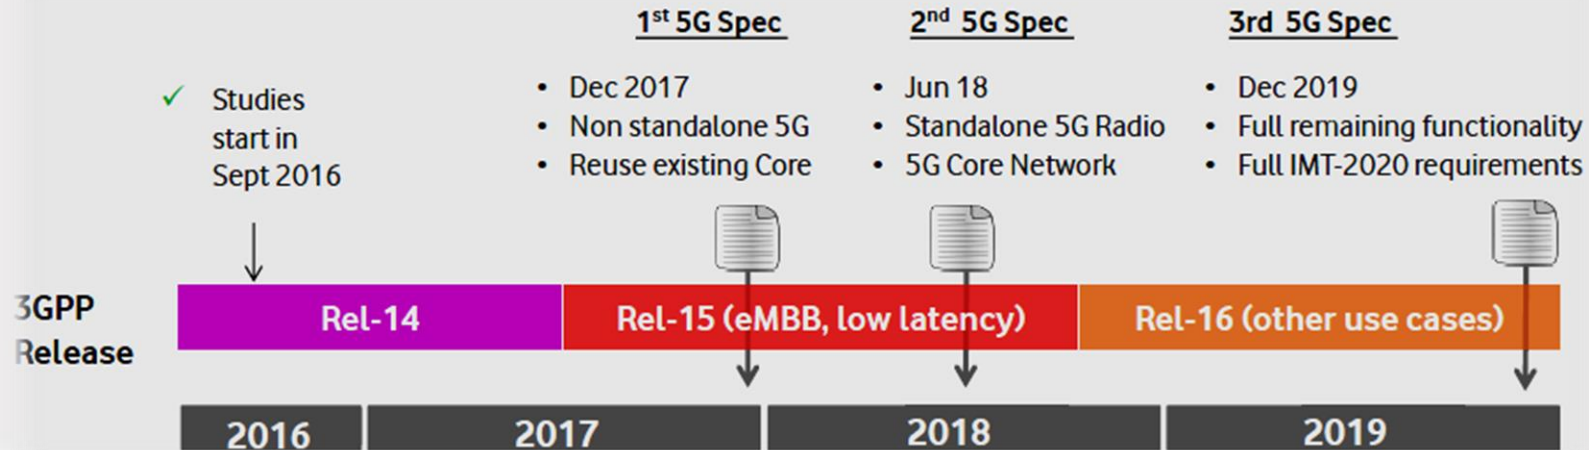 1st 5G Spec
2nd 5G Spec
3rd 5G Spec
✓ Studies
start in
Sept 2016
• Dec 2017
• Non standalone 5G
• Reuse existing Core
• Jun 18
• Standalone 5G Radio
• 5G Core Network
• Dec 2019
• Full remaining functionality
• Full IMT-2020 requirements
3GPP
Release
Rel-14
Rel-15 (eMBB, low latency)
Rel-16 (other use cases)
2016
2017
2018
2019